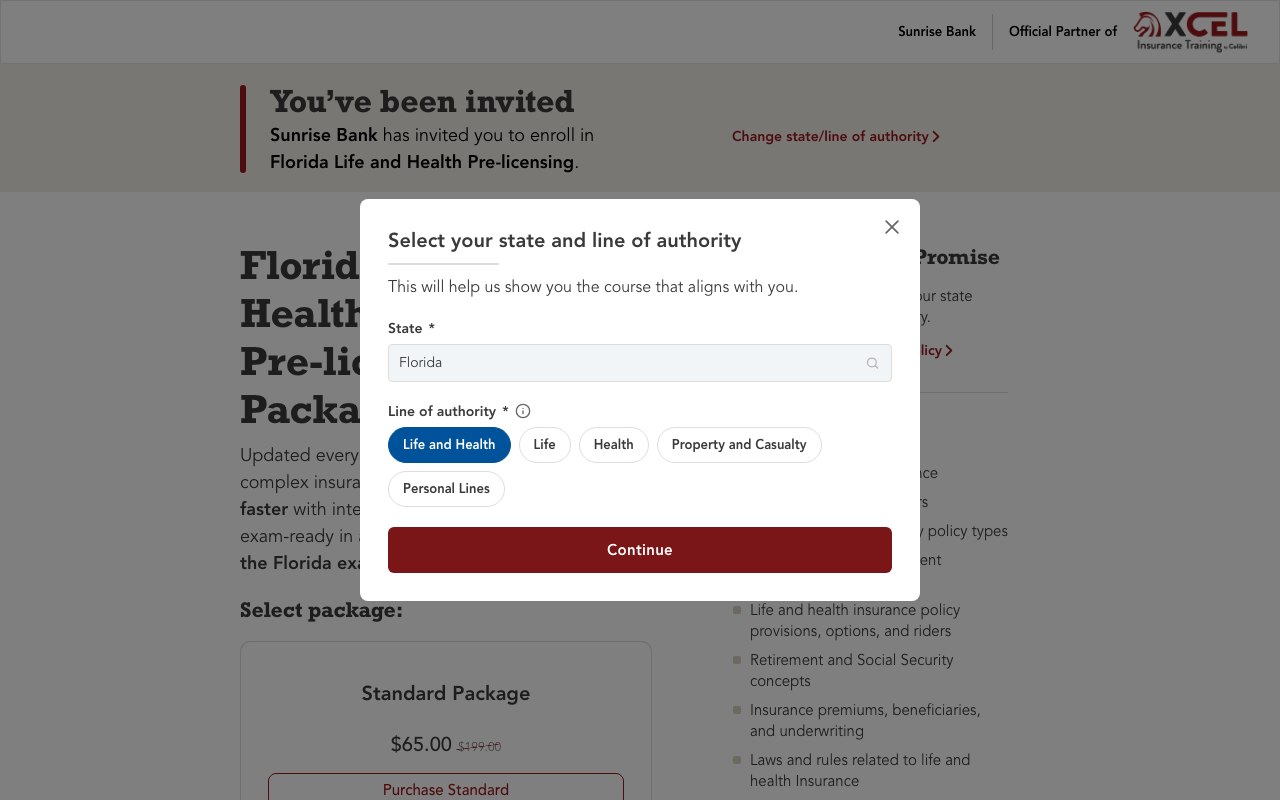 Sunrise Bank
Official Partner of
XCEL
Insurance Training by Colibri
You’ve been invited
Sunrise Bank has invited you to enroll in
Florida Life and Health Pre-licensing.
Change state/line of authority
Select your state and line of authority
This will help us show you the course that aligns with you.
State *
Florida
Line of authority *
Life and Health
Life
Health
Property and Casualty
Personal Lines
Continue
Florid
Health
Pre-lic
Packa
Updated every
complex insura
faster with inte
exam-ready in
the Florida exa
Select package:
Standard Package
$65.00 $199.00
Purchase Standard
Promise
our state
y.
licy
nce
rs
y policy types
ent
Life and health insurance policy
provisions, options, and riders
Retirement and Social Security
concepts
Insurance premiums, beneficiaries,
and underwriting
Laws and rules related to life and
health Insurance